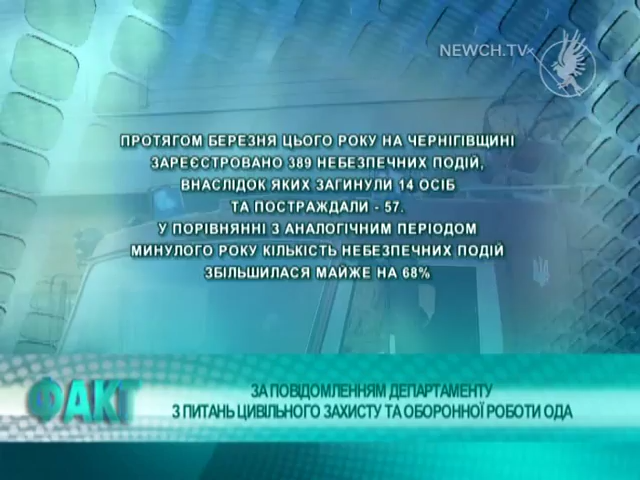 NEWCH.TV
ПРОТЯГОМ БЕРЕЗНЯ ЦЬОГО РОКУ НА ЧЕРНІГІВЩИНІ
ЗАРЕЄСТРОВАНО 389 НЕБЕЗПЕЧНИХ ПОДІЙ,
ВНАСЛІДОК ЯКИХ ЗАГИНУЛИ 14 ОСІБ
ТА ПОСТРАЖДАЛИ - 57.
У ПОРІВНЯННІ З АНАЛОГІЧНИМ ПЕРІОДОМ
МИНУЛОГО РОКУ КІЛЬКІСТЬ НЕБЕЗПЕЧНИХ ПОДІЙ
ЗБІЛЬШИЛАСЯ МАЙЖЕ НА 68%
ФАКТ
ЗА ПОВІДОМЛЕННЯМ ДЕПАРТАМЕНТУ
З ПИТАНЬ ЦИВІЛЬНОГО ЗАХИСТУ ТА ОБОРОННОЇ РОБОТИ ОДА